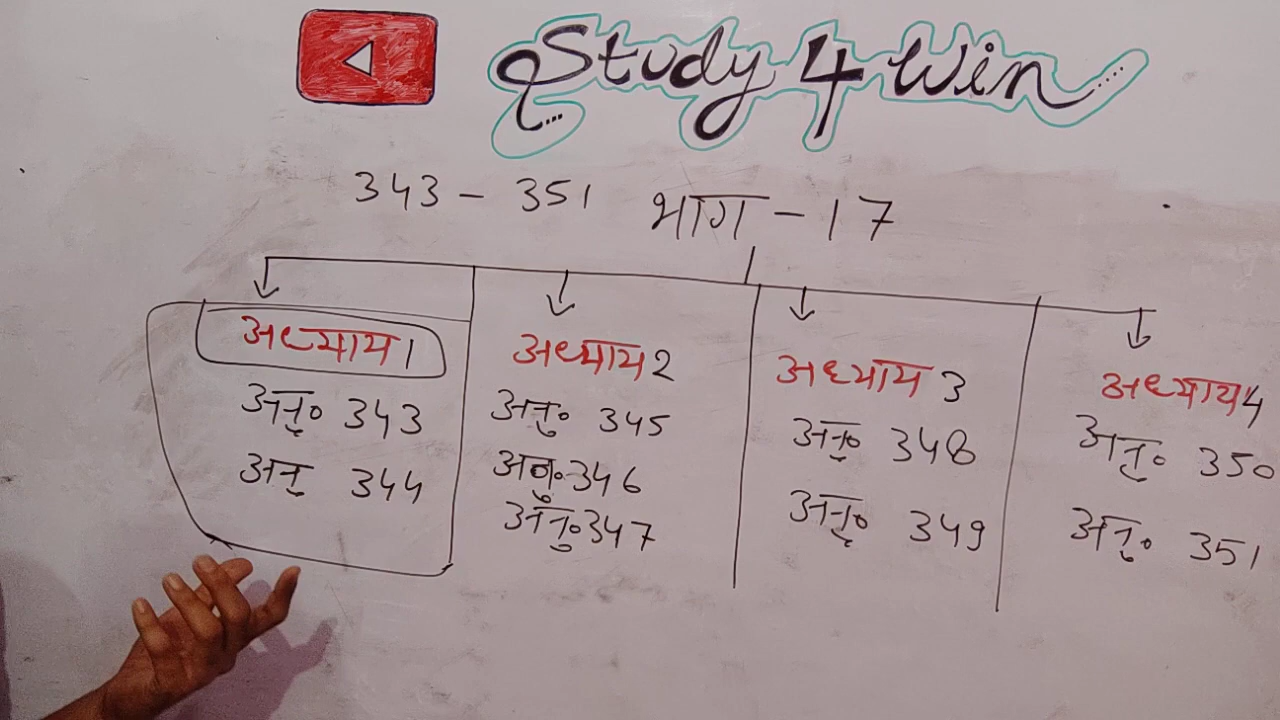 Study 4 Win
343 - 351 भाग - 17
अध्याय 1
अनु० 343
अनु 344
अध्याय 2
अनु० 345
अनु० 346
अनु० 347
अध्याय 3
अनु० 348
अनु० 349
अध्याय 4
अनु० 350
अनु० 351